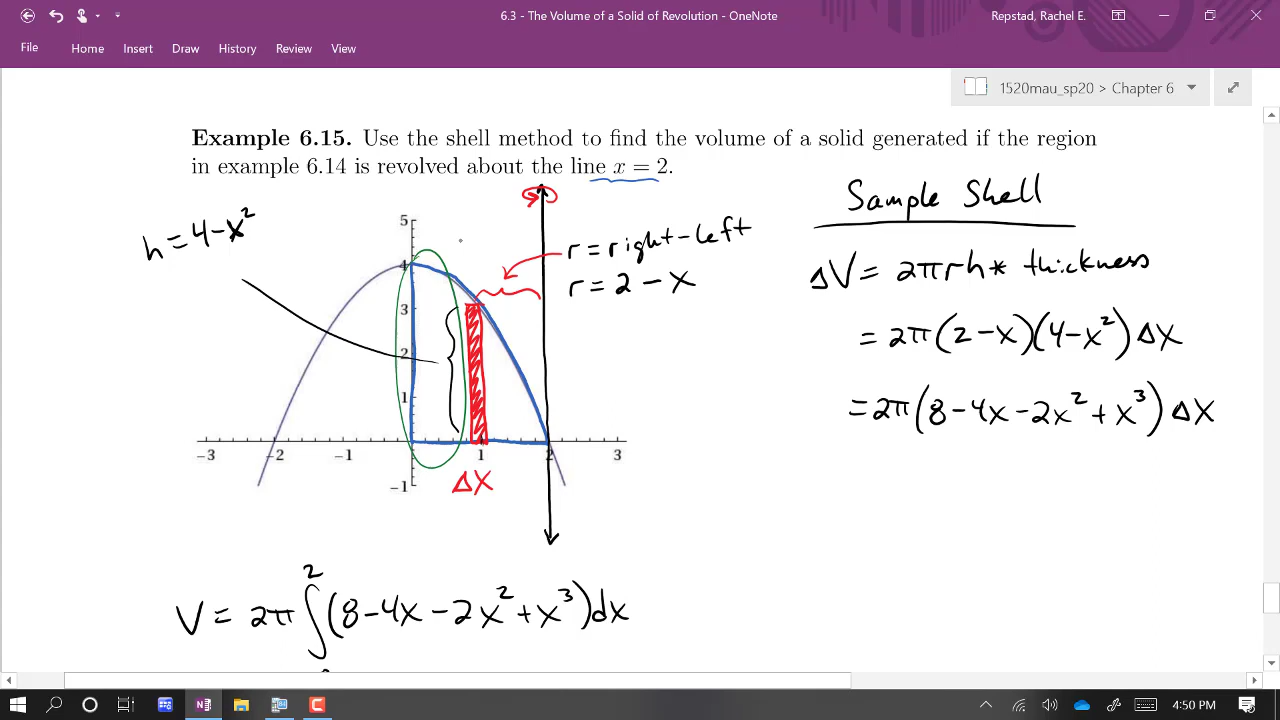 6.3 - The Volume of a Solid of Revolution - OneNote
Repstad, Rachel E.
File Home Insert Draw History Review View
1520mau_sp20 > Chapter 6
Example 6.15. Use the shell method to find the volume of a solid generated if the region
in example 6.14 is revolved about the line x = 2.
Sample Shell
h = 4-x²
r = right-left
r = 2 - x
ΔV = 2πrh* thickness
= 2π(2-x)(4-x²)Δx
= 2π(8-4x-2x²+x³)Δx
5
4
3
2
1
-3 -2 -1 1 2 3
-1
Δx
V = 2π∫(8-4x-2x²+x³)dx
2
4:50 PM